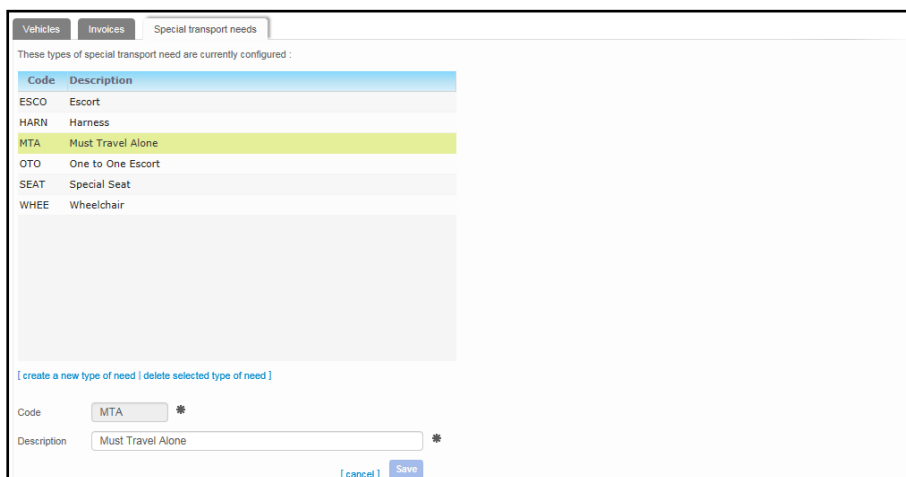 Vehicles Invoices Special transport needs
These types of special transport need are currently configured :
Code Description
ESCO Escort
HARN Harness
MTA Must Travel Alone
OTO One to One Escort
SEAT Special Seat
WHEE Wheelchair
[ create a new type of need | delete selected type of need ]
Code MTA *
Description Must Travel Alone *
[ cancel ] Save